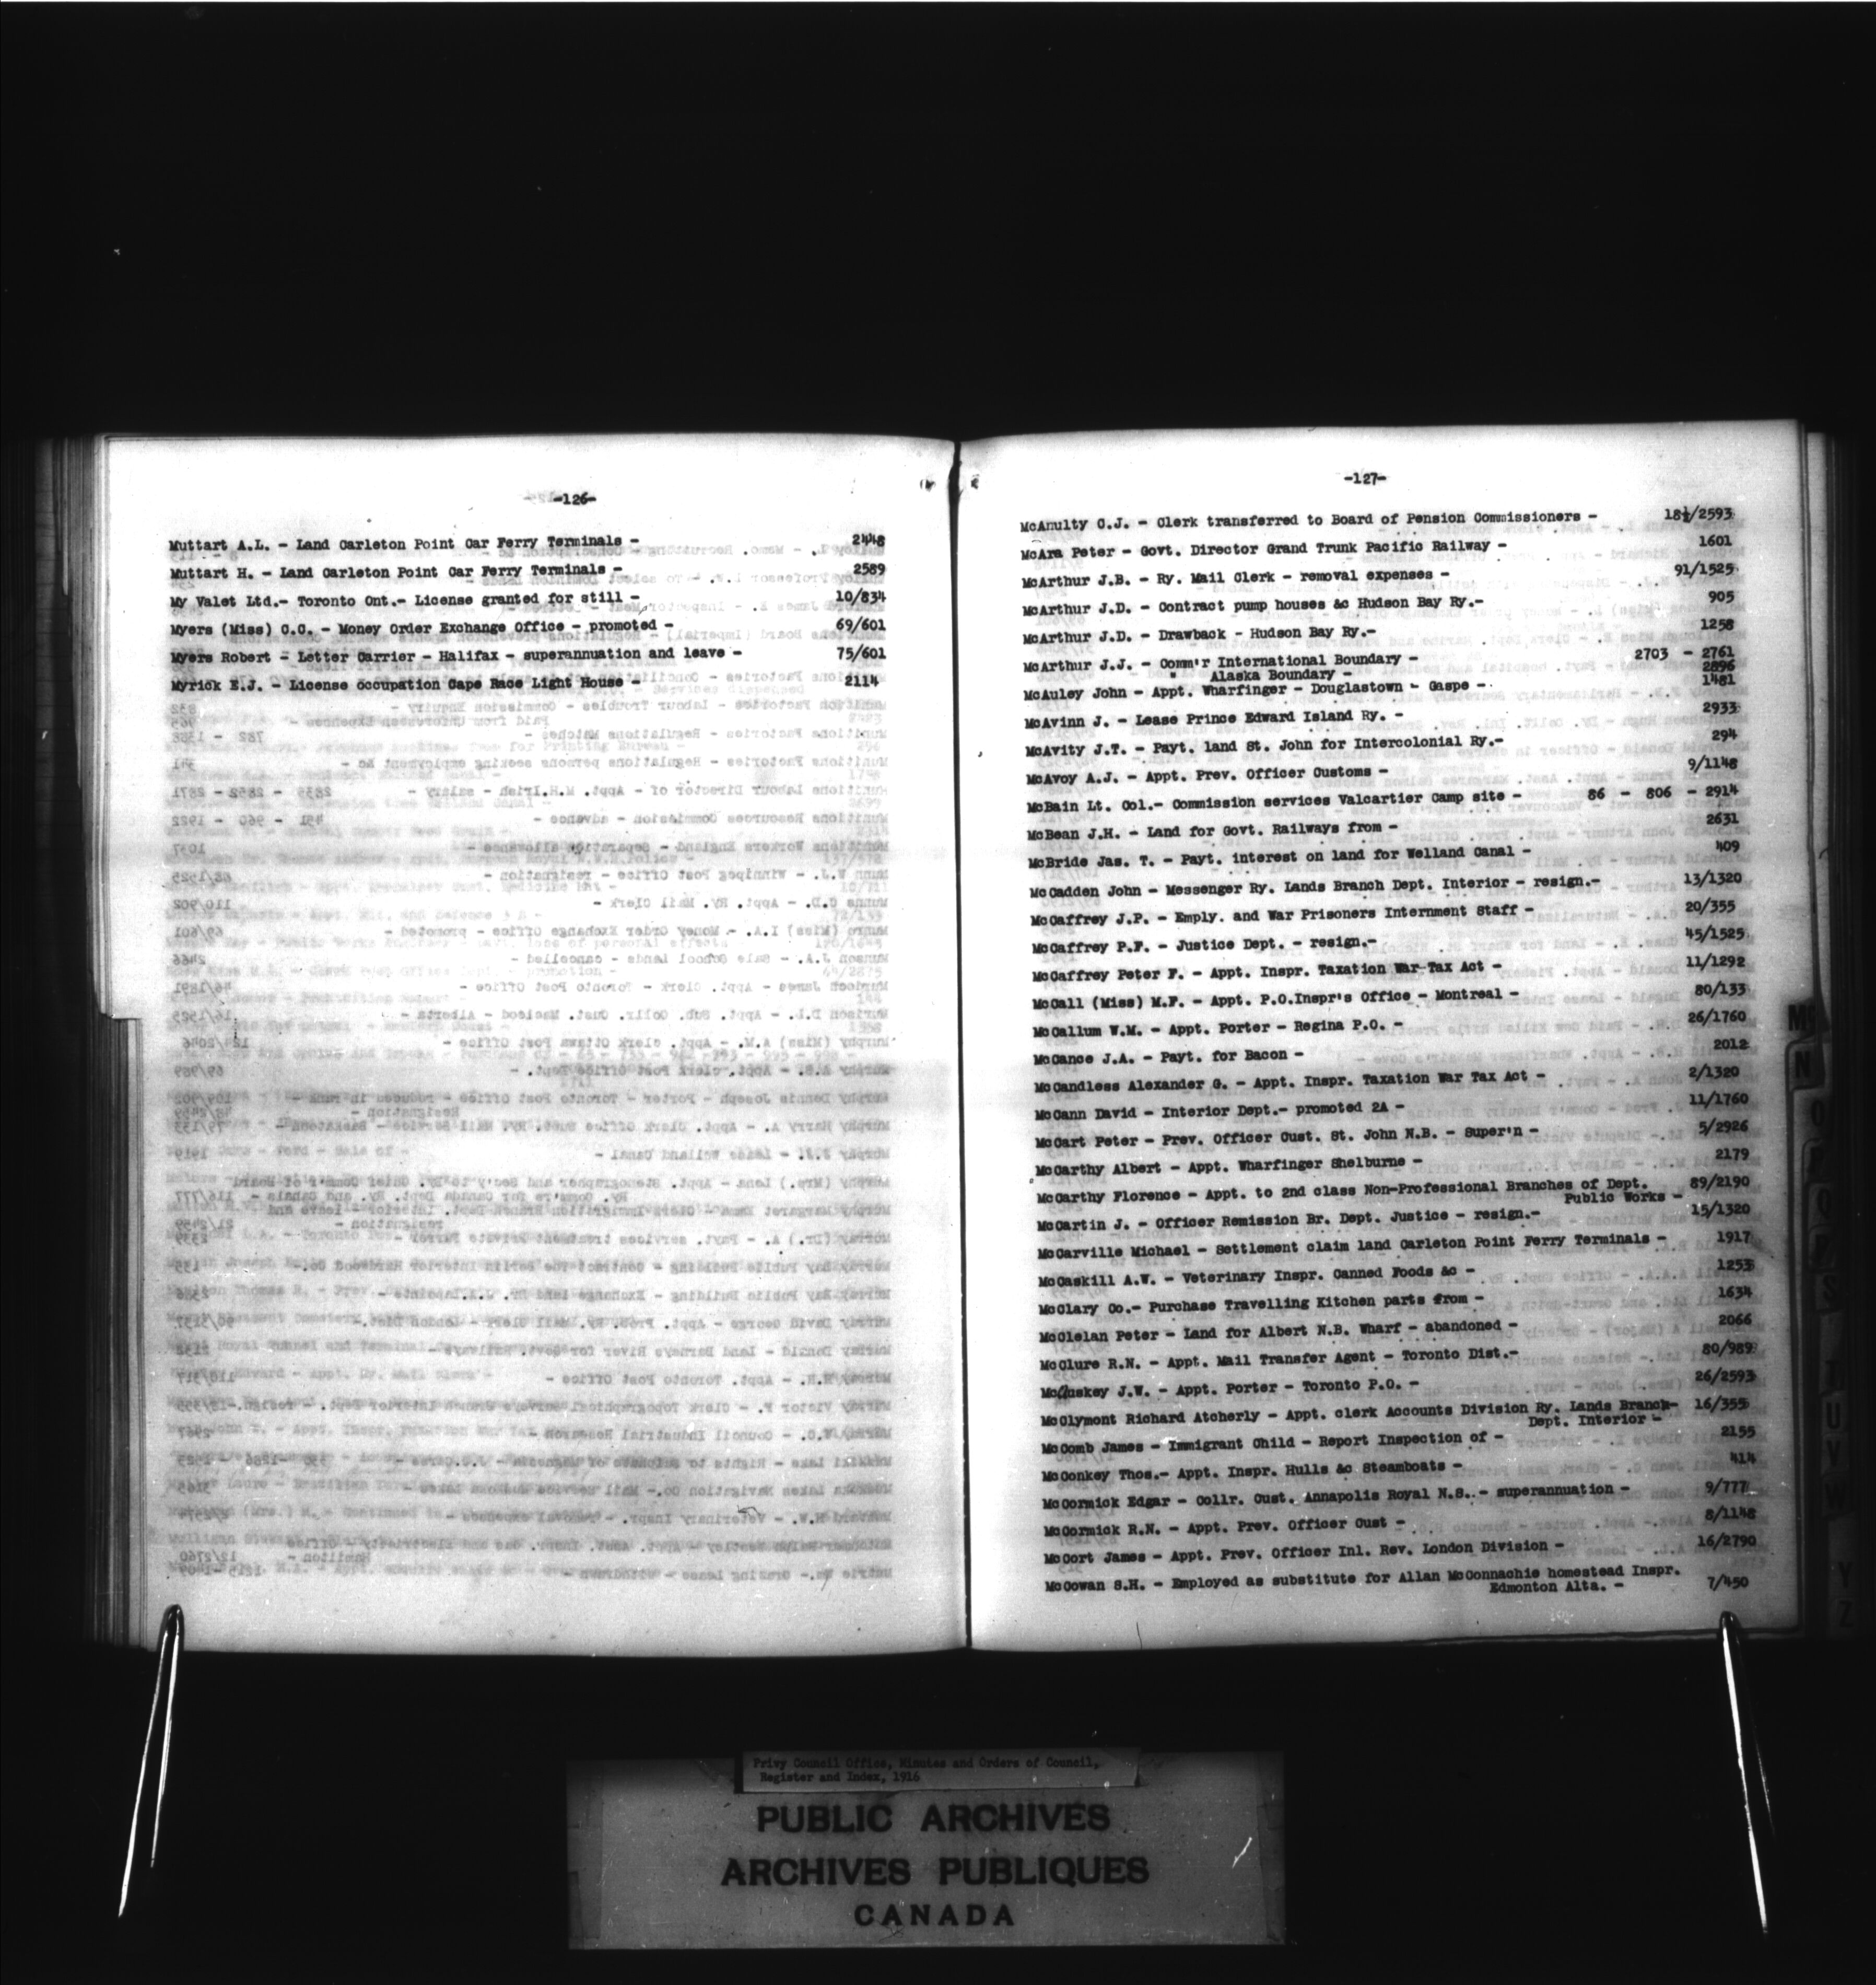 -126-
Muttart A.L. - Land Carleton Point Car Ferry Terminals - 2448
Muttart H. - Land Carleton Point Car Ferry Terminals - 2589
My Valet Ltd.- Toronto Ont.- License granted for still - 10/834
Myers (Miss) C.C. - Money Order Exchange Office - promoted - 69/601
Myers Robert - Letter Carrier - Halifax - superannuation and leave - 75/601
Myrick E.J. - License occupation Cape Race Light House - 2114
-127-
McAnulty C.J. - Clerk transferred to Board of Pension Commissioners - 18½/2593
McAra Peter - Govt. Director Grand Trunk Pacific Railway - 1601
McArthur J.B. - Ry. Mail Clerk - removal expenses - 91/1525
McArthur J.D. - Contract pump houses &c Hudson Bay Ry.- 905
McArthur J.D. - Drawback - Hudson Bay Ry.- 1258
McArthur J.J. - Comm'r International Boundary - 2703 - 2761
" Alaska Boundary - 2896
McAuley John - Appt. Wharfinger - Douglastown - Gaspe - 1481
McAvinn J. - Lease Prince Edward Island Ry. - 2933
McAvity J.T. - Payt. land St. John for Intercolonial Ry.- 294
McAvoy A.J. - Appt. Prev. Officer Customs - 9/1148
McBain Lt. Col.- Commission services Valcartier Camp site - 86 - 806 - 2914
McBean J.H. - Land for Govt. Railways from - 2631
McBride Jas. T. - Payt. interest on land for Welland Canal - 409
McCadden John - Messenger Ry. Lands Branch Dept. Interior - resign.- 13/1320
McCaffrey J.P. - Emply. and War Prisoners Internment Staff - 20/355
McCaffrey P.F. - Justice Dept. - resign.- 45/1525
McCaffrey Peter F. - Appt. Inspr. Taxation War Tax Act - 11/1292
McCall (Miss) M.F. - Appt. P.O.Inspr's Office - Montreal - 80/133
McCallum W.M. - Appt. Porter - Regina P.O. - 26/1760
McCance J.A. - Payt. for Bacon - 2012
McCandless Alexander G. - Appt. Inspr. Taxation War Tax Act - 2/1320
McCann David - Interior Dept.- promoted 2A - 11/1760
McCart Peter - Prev. Officer Cust. St. John N.B. - Super'n - 5/2926
McCarthy Albert - Appt. Wharfinger Shelburne - 2179
McCarthy Florence - Appt. to 2nd class Non-Professional Branches of Dept. 89/2190
Public Works -
McCartin J. - Officer Remission Br. Dept. Justice - resign.- 15/1320
McCarville Michael - Settlement claim land Carleton Point Ferry Terminals - 1917
McCaskill A.W. - Veterinary Inspr. Canned Foods &c - 1253
McClary Co.- Purchase Travelling Kitchen parts from - 1634
McClelan Peter - Land for Albert N.B. Wharf - abandoned - 2066
McClure R.N. - Appt. Mail Transfer Agent - Toronto Dist.- 80/989
McCluskey J.W. - Appt. Porter - Toronto P.O. - 26/2593
McClymont Richard Atcherly - Appt. clerk Accounts Division Ry. Lands Branch- 16/355
Dept. Interior -
McComb James - Immigrant Child - Report Inspection of - 2155
McConkey Thos.- Appt. Inspr. Hulls &c Steamboats - 414
McCormick Edgar - Collr. Cust. Annapolis Royal N.S. - superannuation - 9/777
McCormick R.N. - Appt. Prev. Officer Cust - 8/1148
McCort James - Appt. Prev. Officer Inl. Rev. London Division - 16/2790
McCowan S.H. - Employed as substitute for Allan McConnachie homestead Inspr.
Edmonton Alta. - 7/450
Mc
N
O
S
T
U
V
W
Y
Z
Privy Council Office, Minutes and Orders of Council,
Register and Index, 1916
PUBLIC ARCHIVES
ARCHIVES PUBLIQUES
CANADA